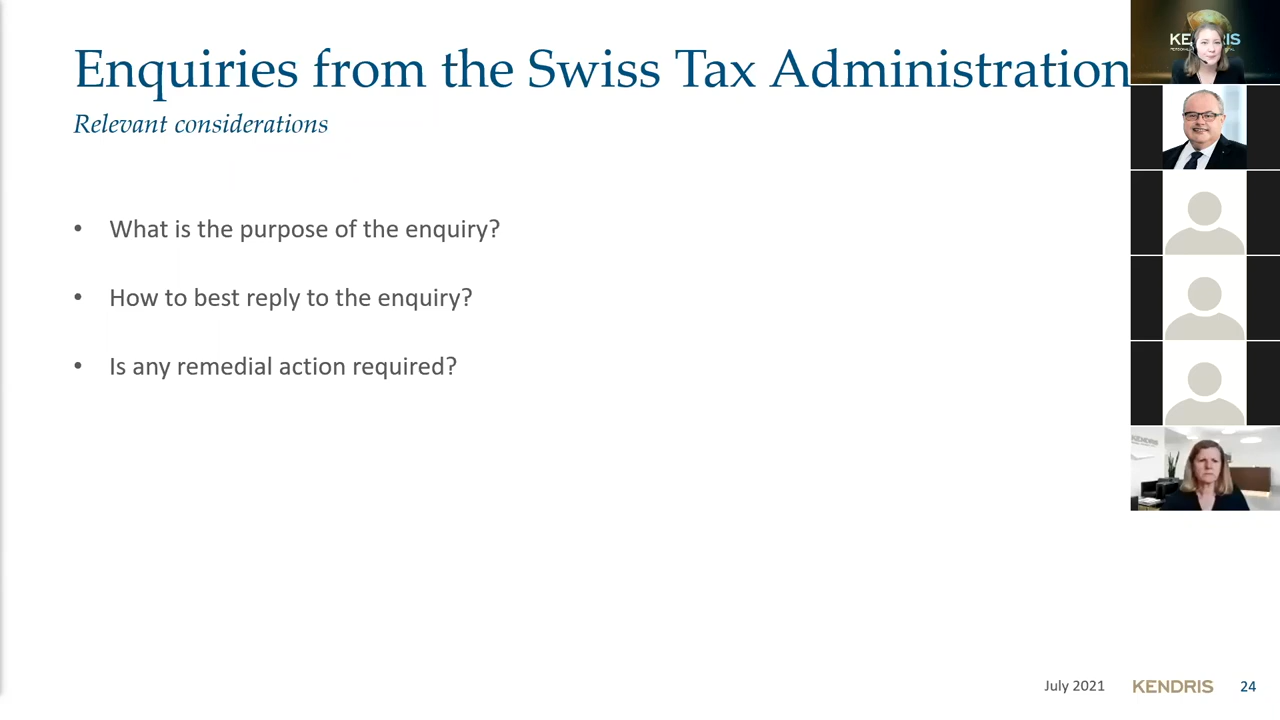 Enquiries from the Swiss Tax Administration
Relevant considerations
• What is the purpose of the enquiry?
• How to best reply to the enquiry?
• Is any remedial action required?
July 2021 KENDRIS 24
KENDRIS